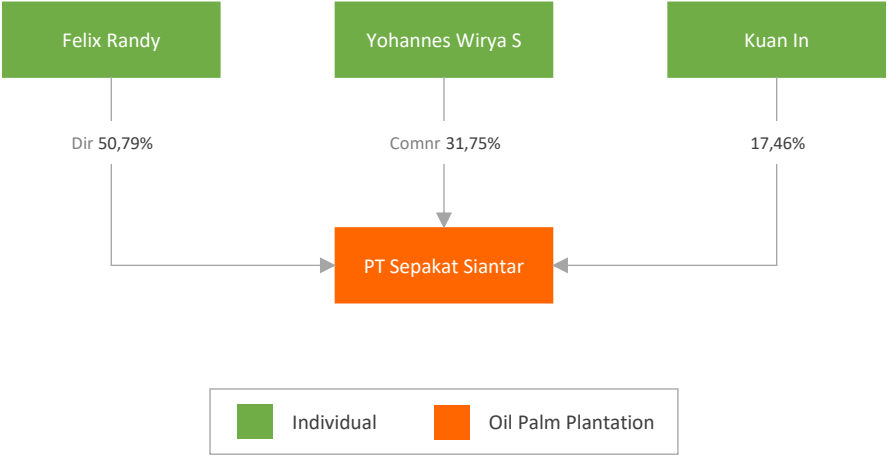 Felix Randy
Yohannes Wirya S
Kuan In
Dir 50,79%
Comnr 31,75%
17,46%
PT Sepakat Siantar
Individual
Oil Palm Plantation